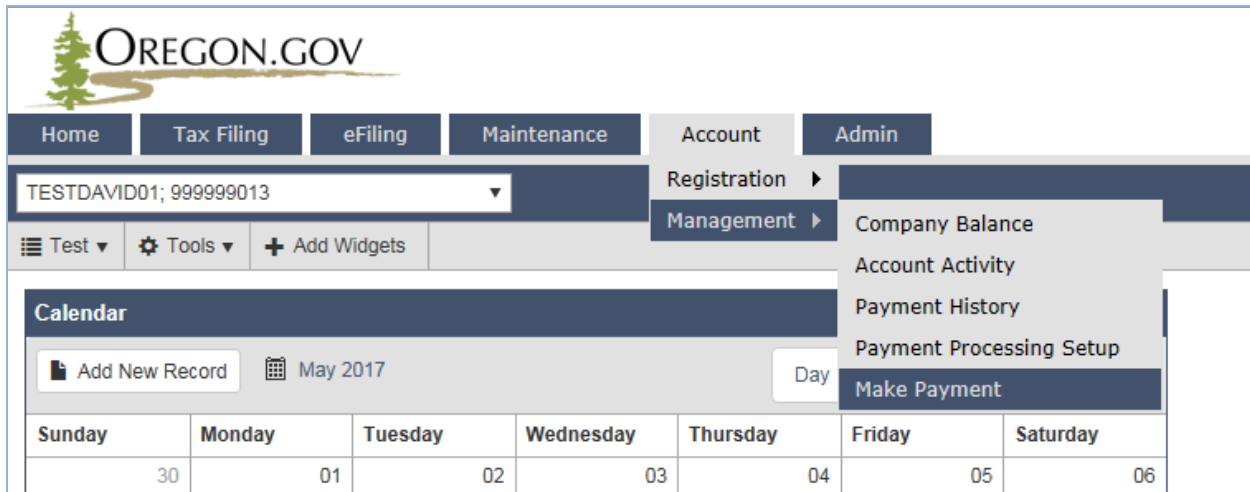 OREGON.GOV
Home Tax Filing eFiling Maintenance Account Admin
TESTDAVID01; 999999013
Registration
Management
Test Tools Add Widgets
Company Balance
Account Activity
Payment History
Payment Processing Setup
Make Payment
Calendar
Add New Record May 2017 Day
Sunday Monday Tuesday Wednesday Thursday Friday Saturday
30 01 02 03 04 05 06